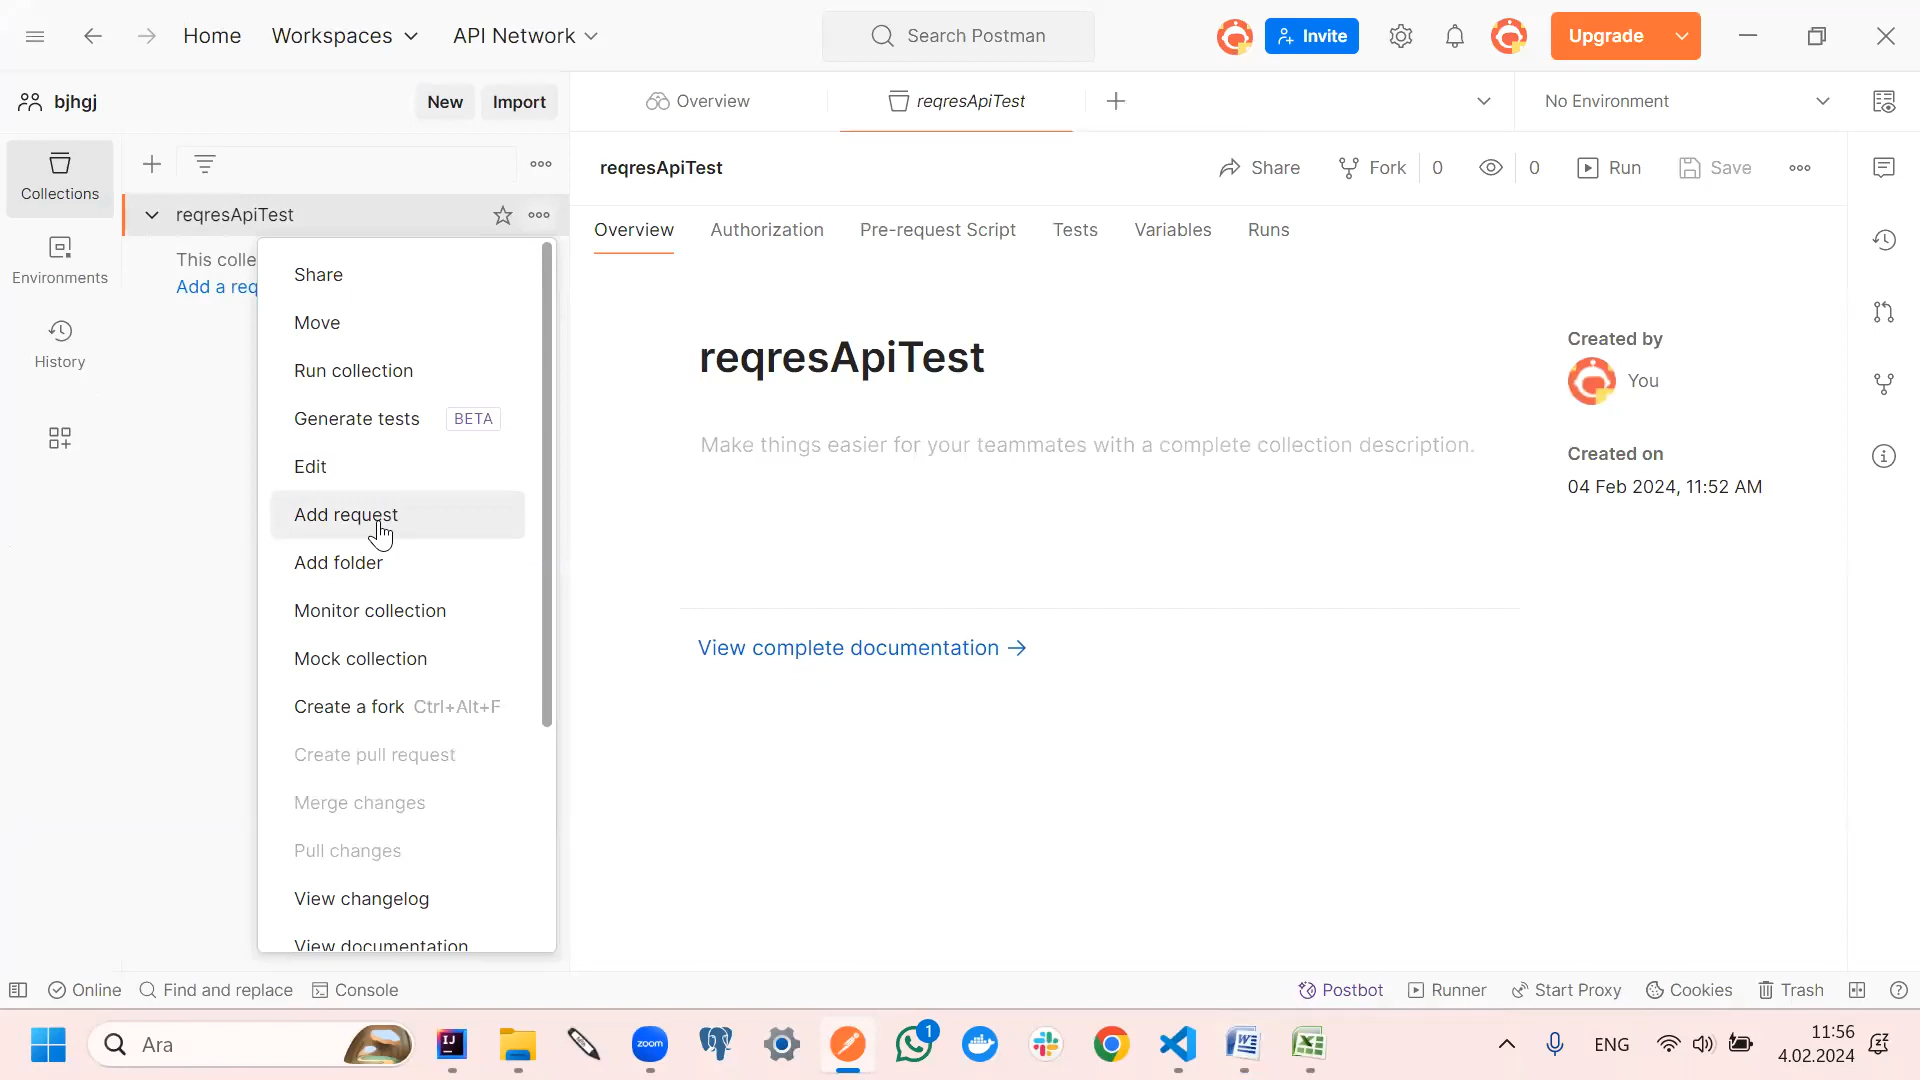 Home Workspaces API Network Search Postman Invite Upgrade
bjhgj New Import Overview reqresApiTest No Environment
Collections
Environments
History
reqresApiTest
This colle
Add a req
Share
Move
Run collection
Generate tests BETA
Edit
Add request
Add folder
Monitor collection
Mock collection
Create a fork Ctrl+Alt+F
Create pull request
Merge changes
Pull changes
View changelog
View documentation
reqresApiTest Share Fork 0 0 Run Save
Overview Authorization Pre-request Script Tests Variables Runs
reqresApiTest
Make things easier for your teammates with a complete collection description.
View complete documentation →
Created by
You
Created on
04 Feb 2024, 11:52 AM
Online Find and replace Console Postbot Runner Start Proxy Cookies Trash
Ara IJ zoom 1 ENG 11:56
4.02.2024